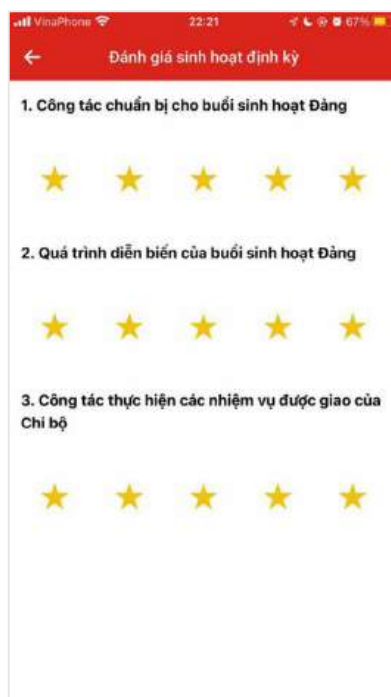 VinaPhone 22:21 67%
Đánh giá sinh hoạt định kỳ
1. Công tác chuẩn bị cho buổi sinh hoạt Đảng
2. Quá trình diễn biến của buổi sinh hoạt Đảng
3. Công tác thực hiện các nhiệm vụ được giao của
Chi bộ